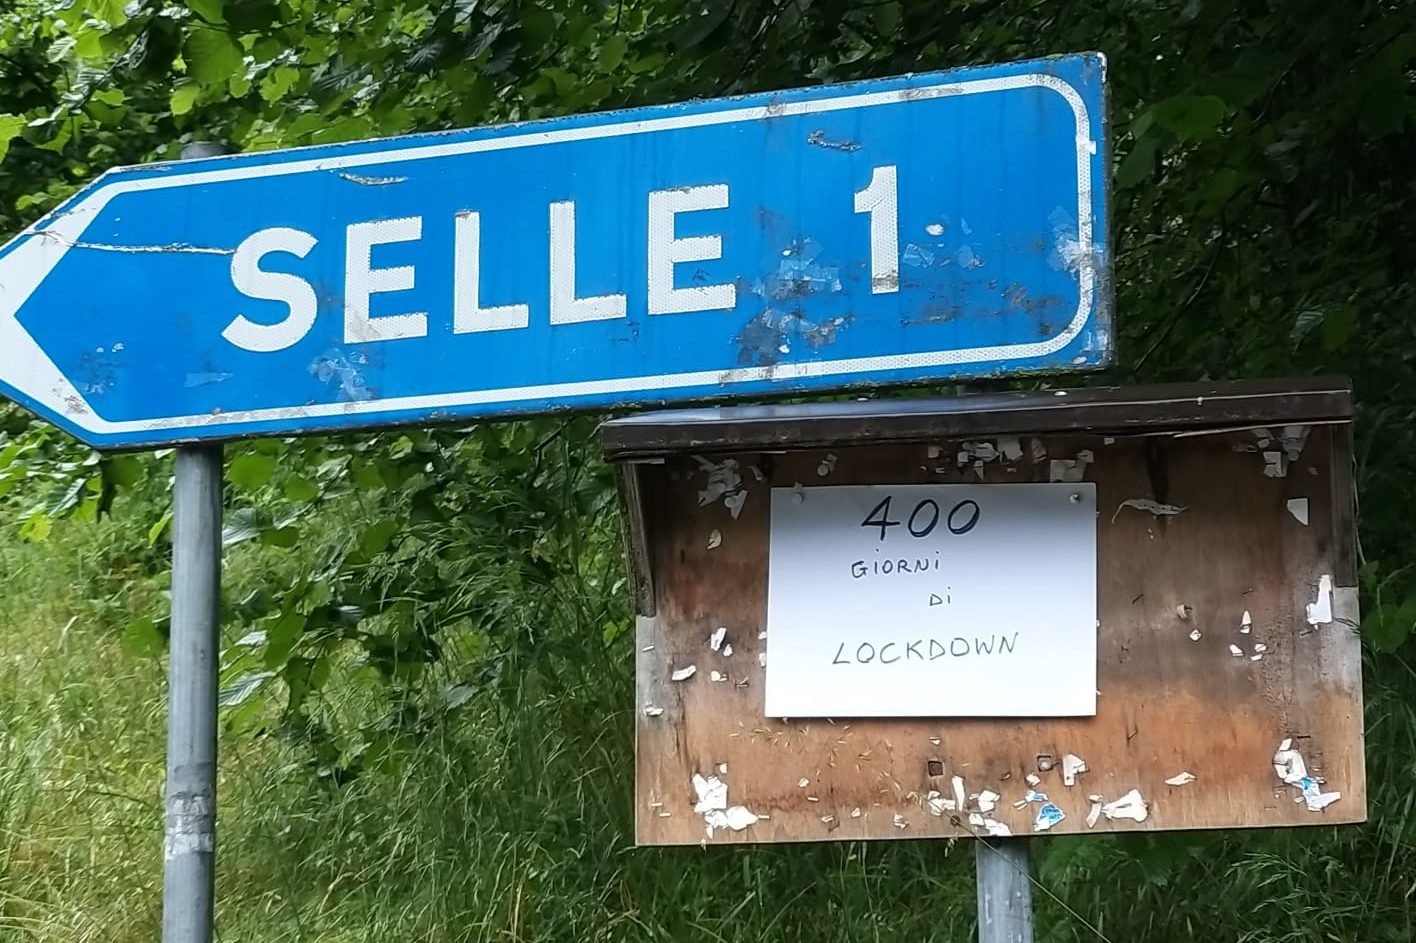 SELLE 1
400
GIORNI
Di
LOCKDOWN